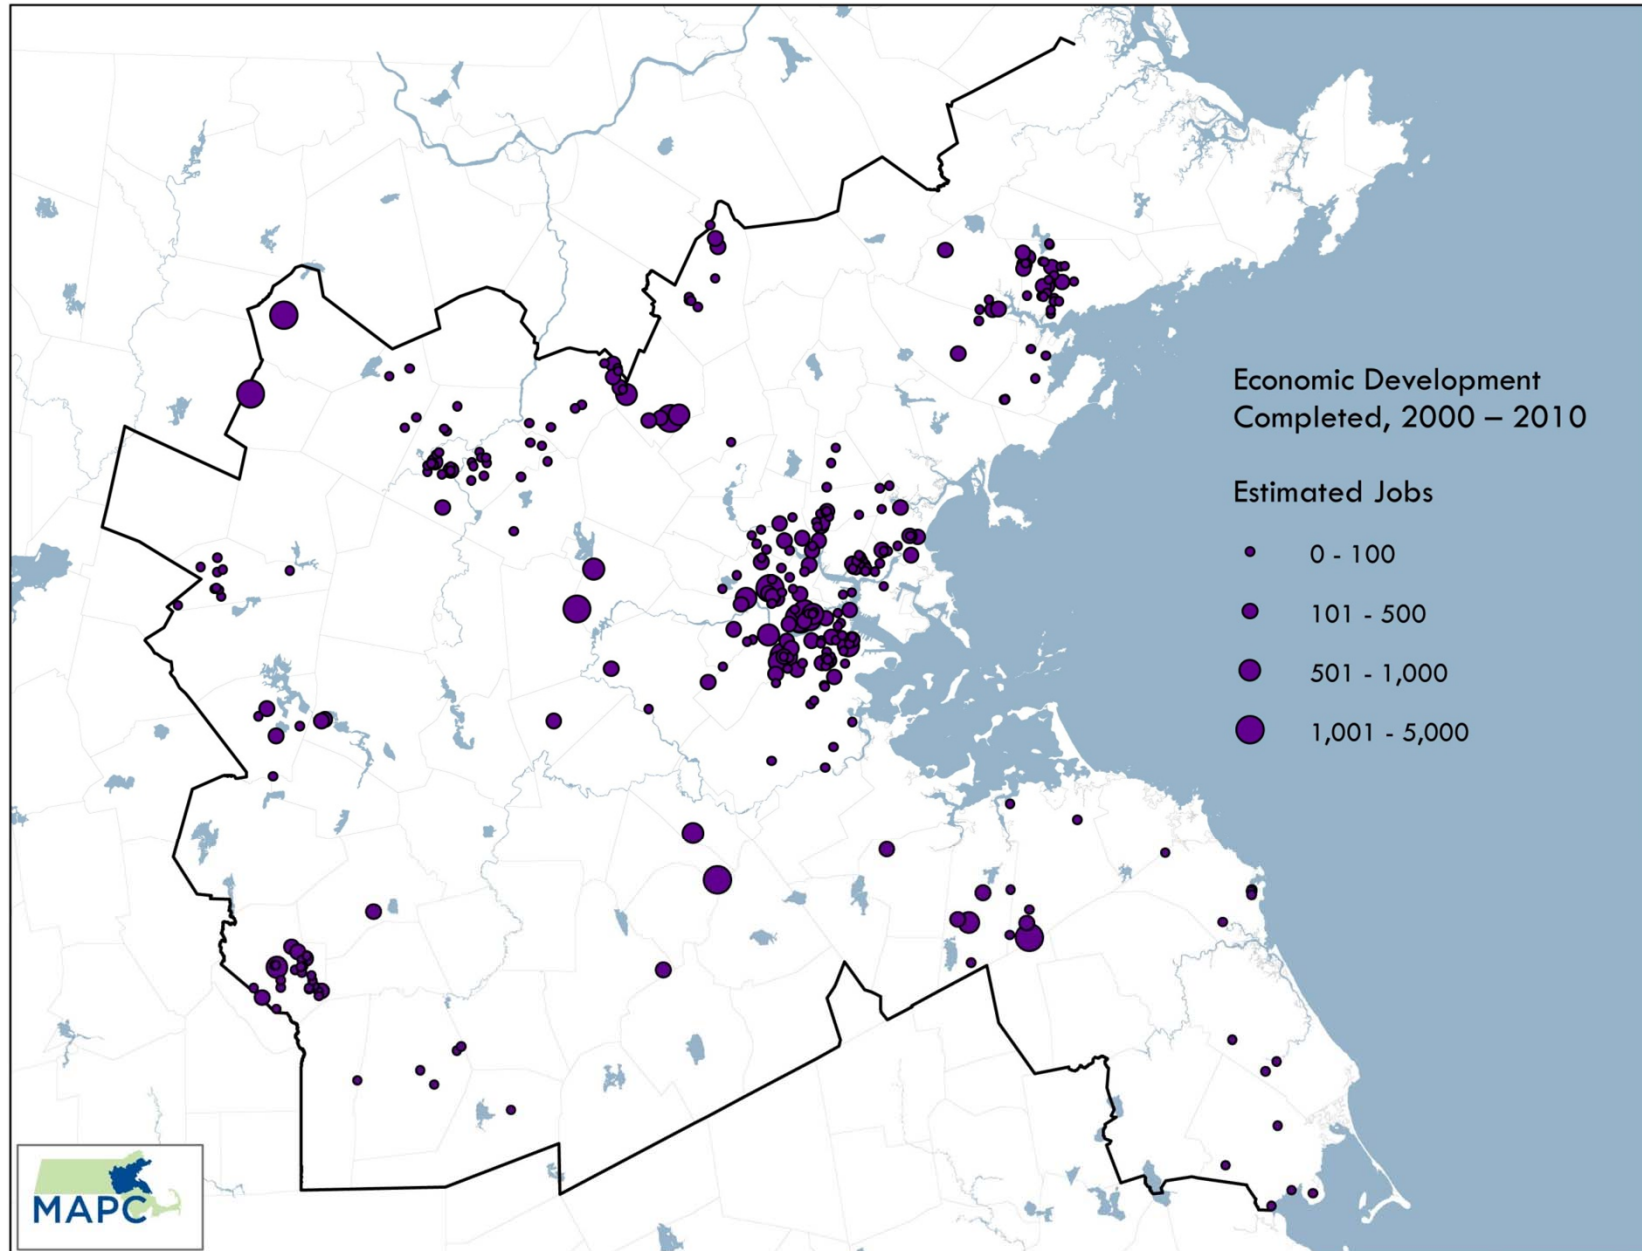 Economic Development
Completed, 2000 – 2010
Estimated Jobs
0 - 100
101 - 500
501 - 1,000
1,001 - 5,000
MAPC